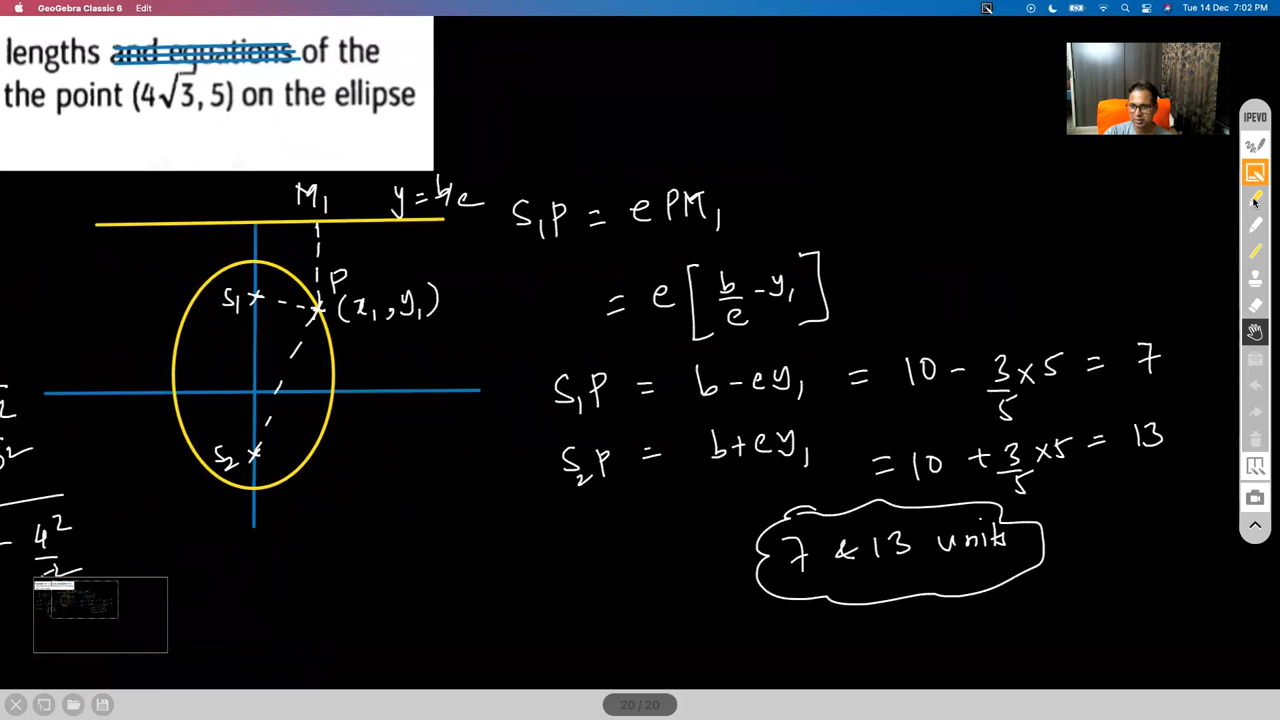 GeoGebra Classic 6 Edit
Tue 14 Dec 7:02 PM
lengths and equations of the
the point (4√3, 5) on the ellipse
IPEVO
M₁ y = b/e
S₁P = e PM₁
P
S₁ (x₁, y₁)
= e [b/e - y₁]
S₁P = b - ey₁ = 10 - 3/5 × 5 = 7
S₂P = b + ey₁ = 10 + 3/5 × 5 = 13
S₂
- 4²
7 & 13 units
20 / 20